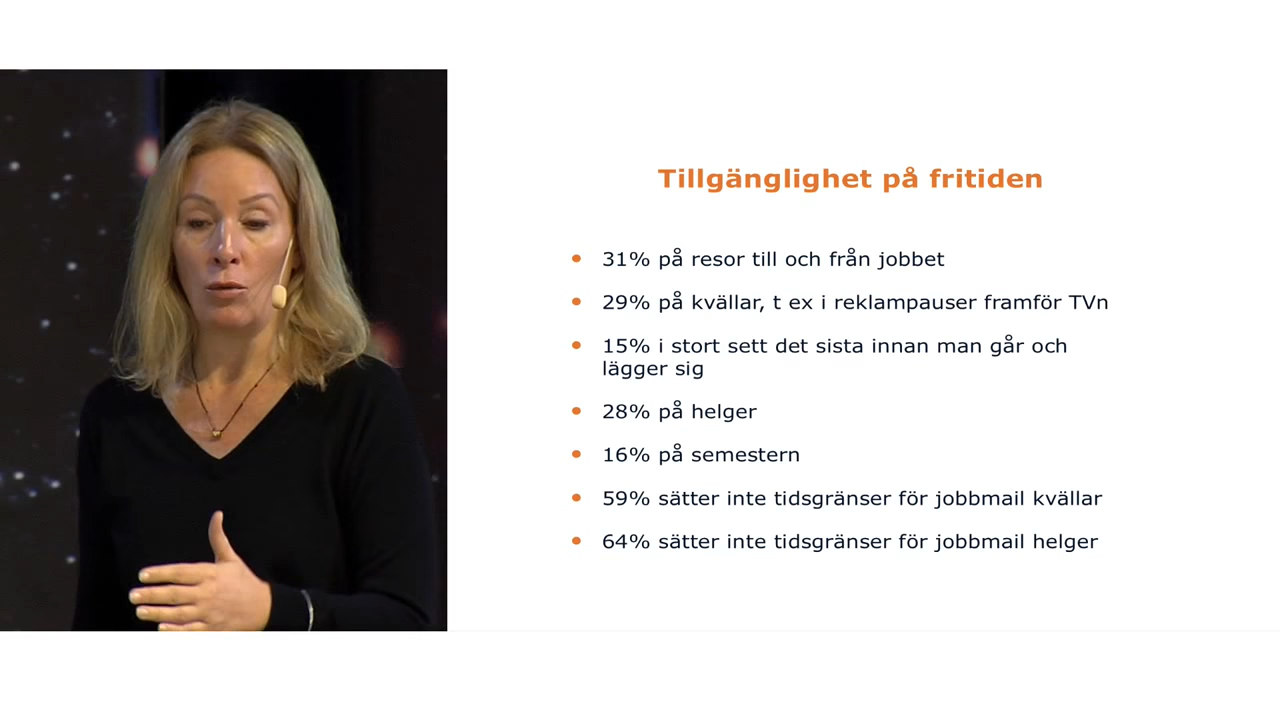 Tillgänglighet på fritiden
31% på resor till och från jobbet
29% på kvällar, t ex i reklampauser framför TVn
15% i stort sett det sista innan man går och
lägger sig
28% på helger
16% på semestern
59% sätter inte tidsgränser för jobbmail kvällar
64% sätter inte tidsgränser för jobbmail helger